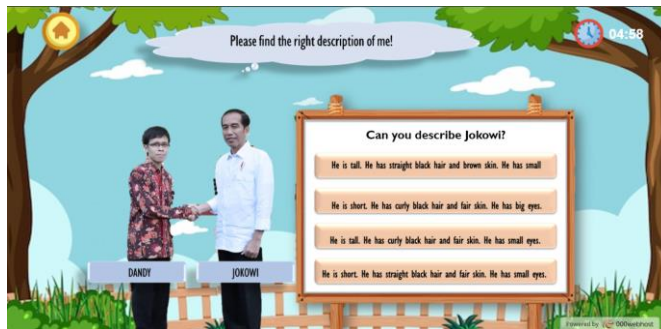 Please find the right description of me!
04:58
Can you describe Jokowi?
He is tall. He has straight black hair and brown skin. He has small
He is short. He has curly black hair and fair skin. He has big eyes.
He is tall. He has curly black hair and fair skin. He has small eyes.
He is short. He has straight black hair and fair skin. He has small eyes.
DANDY
JOKOWI
Powered by 000webhost